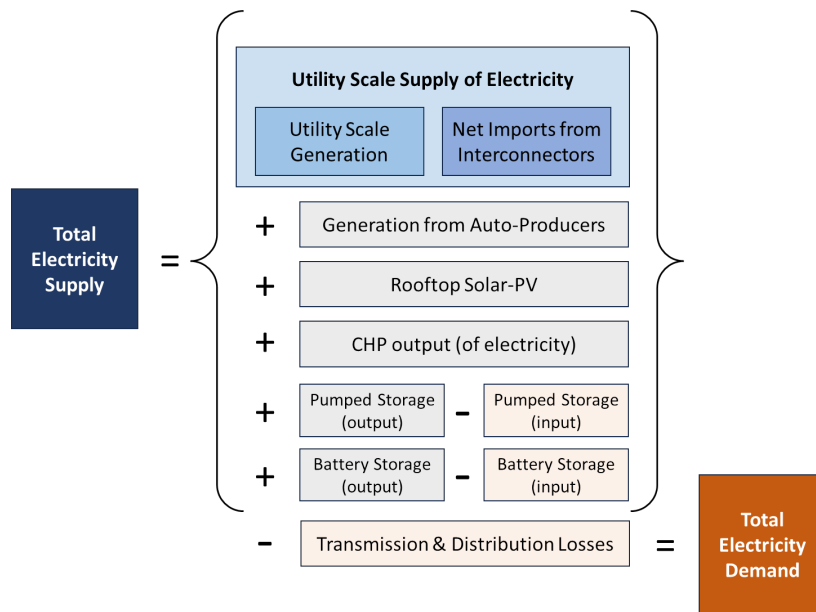 Utility Scale Supply of Electricity
Utility Scale
Generation
Net Imports from
Interconnectors
Total
Electricity
Supply
=
+ Generation from Auto-Producers
+ Rooftop Solar-PV
+ CHP output (of electricity)
+ Pumped Storage
(output)
- Pumped Storage
(input)
+ Battery Storage
(output)
- Battery Storage
(input)
- Transmission & Distribution Losses =
Total
Electricity
Demand